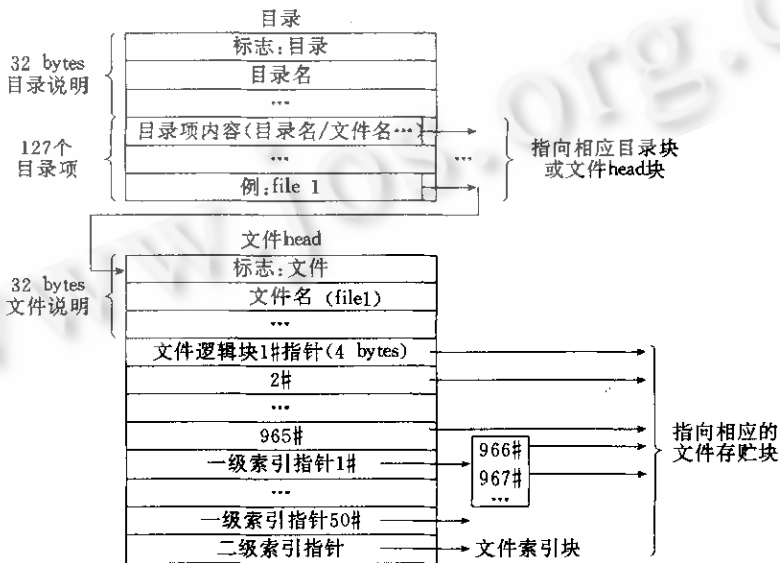 目录
标志:目录
目录名
…
32 bytes
目录说明
目录项内容(目录名/文件名…)
…
例:file 1
127个
目录项
…
指向相应目录块
或文件head块
文件head
标志:文件
文件名 (file1)
…
32 bytes
文件说明
文件逻辑块1#指针(4 bytes)
2#
…
965#
一级索引指针1#
…
一级索引指针50#
二级索引指针
966#
967#
…
文件索引块
指向相应的
文件存贮块
www.jos.org.c